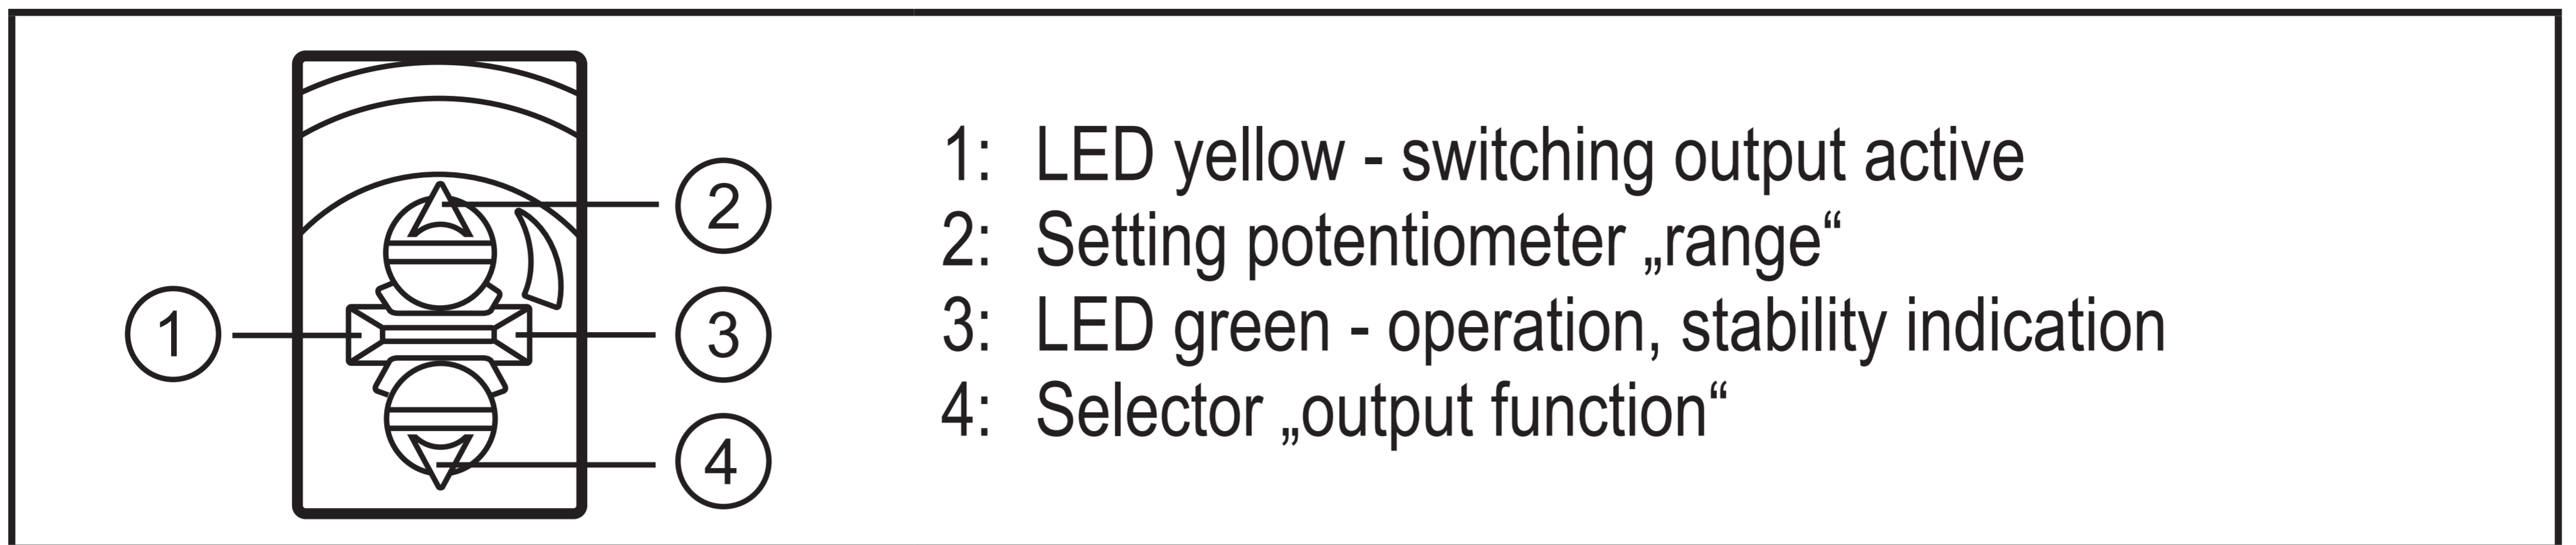 1
2
3
4
1: LED yellow - switching output active
2: Setting potentiometer „range“
3: LED green - operation, stability indication
4: Selector „output function“